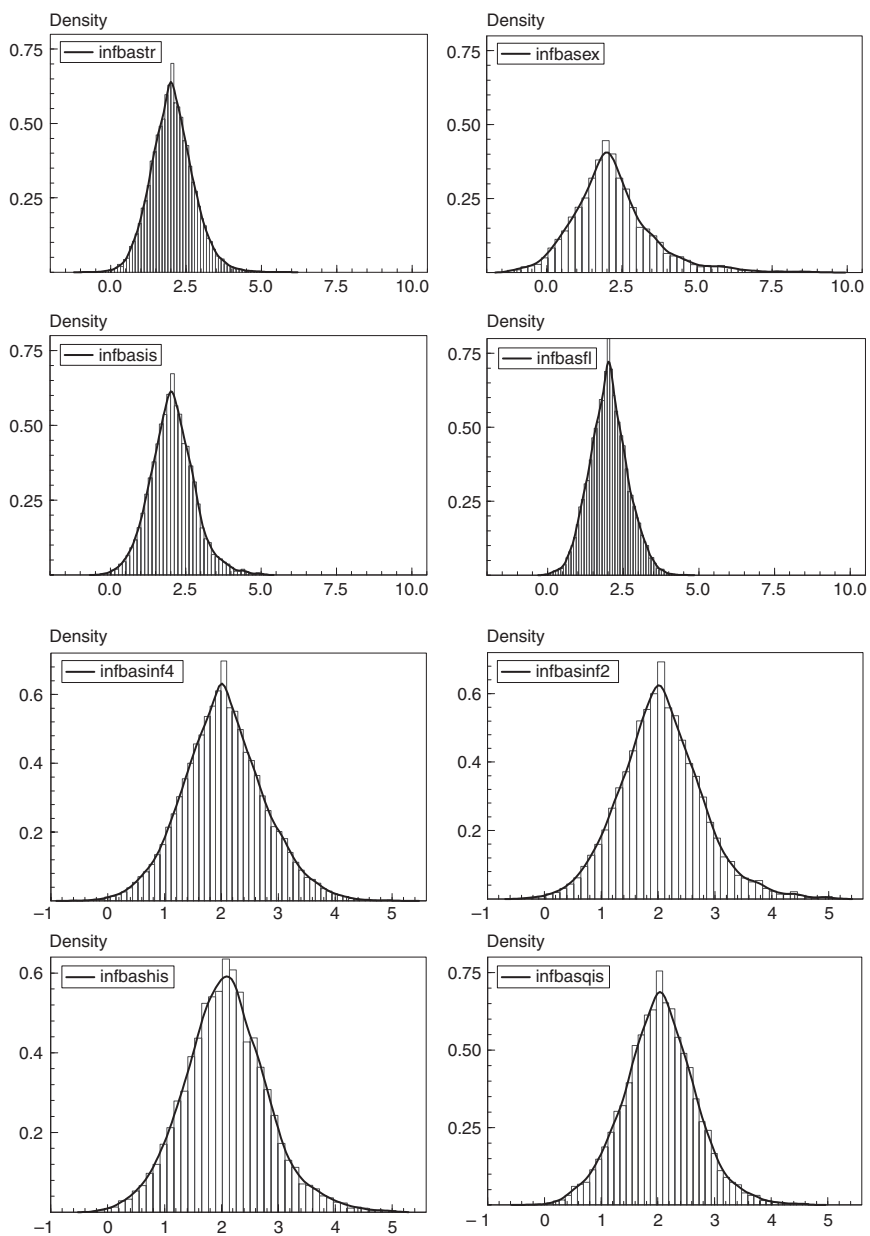 Density
infbastr
0.75
0.50
0.25
0.0 2.5 5.0 7.5 10.0
Density
infbasex
0.75
0.50
0.25
0.0 2.5 5.0 7.5 10.0
Density
infbasis
0.75
0.50
0.25
0.0 2.5 5.0 7.5 10.0
Density
infbasfl
0.75
0.50
0.25
0.0 2.5 5.0 7.5 10.0
Density
infbasinf4
0.6
0.4
0.2
–1 0 1 2 3 4 5
Density
infbasinf2
0.6
0.4
0.2
–1 0 1 2 3 4 5
Density
infbashis
0.6
0.4
0.2
–1 0 1 2 3 4 5
Density
infbasqis
0.75
0.50
0.25
–1 0 1 2 3 4 5